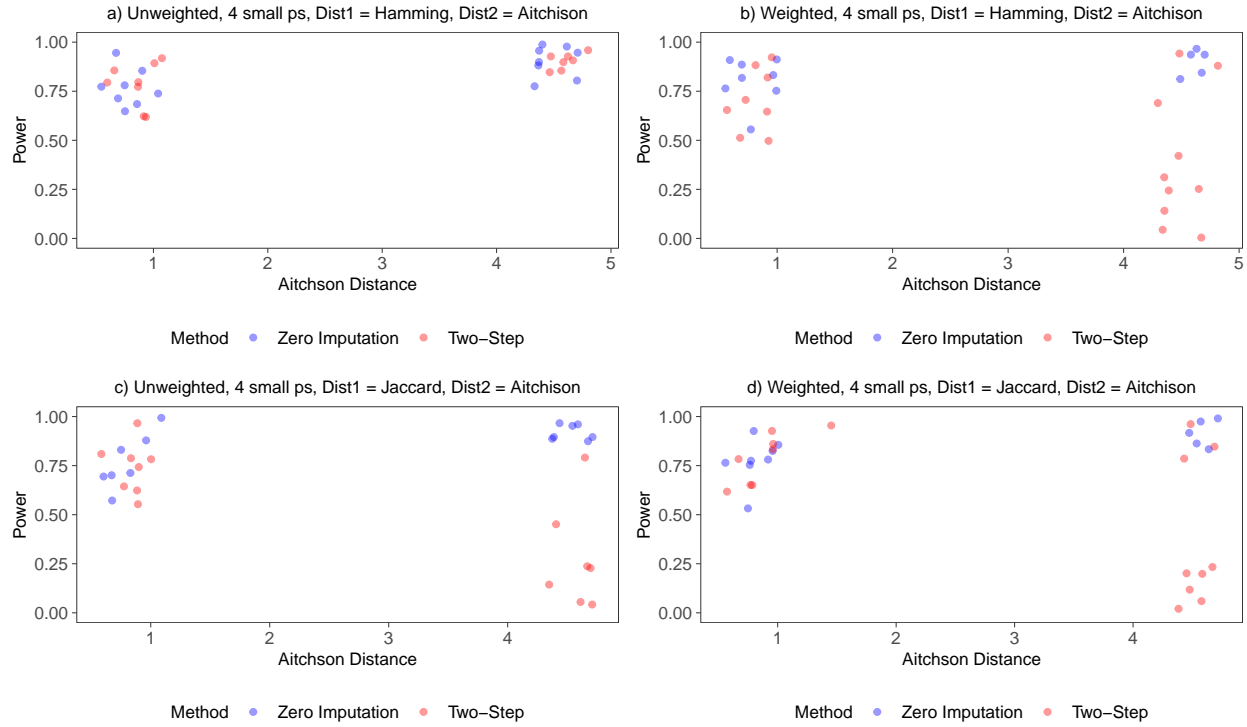 a) Unweighted, 4 small ps, Dist1 = Hamming, Dist2 = Aitchison
1.00
0.75
0.50
0.25
0.00
Power
1 2 3 4 5
Aitchson Distance
Method Zero Imputation Two−Step
b) Weighted, 4 small ps, Dist1 = Hamming, Dist2 = Aitchison
1.00
0.75
0.50
0.25
0.00
Power
1 2 3 4 5
Aitchson Distance
Method Zero Imputation Two−Step
c) Unweighted, 4 small ps, Dist1 = Jaccard, Dist2 = Aitchison
1.00
0.75
0.50
0.25
0.00
Power
1 2 3 4
Aitchson Distance
Method Zero Imputation Two−Step
d) Weighted, 4 small ps, Dist1 = Jaccard, Dist2 = Aitchison
1.00
0.75
0.50
0.25
0.00
Power
1 2 3 4
Aitchson Distance
Method Zero Imputation Two−Step